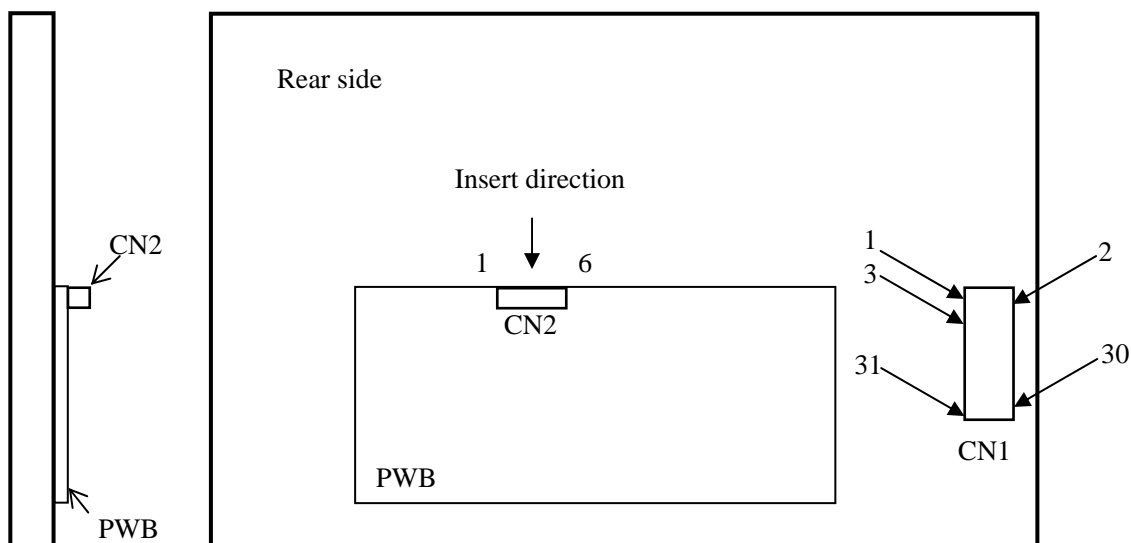 Rear side
Insert direction
CN2
1 6
CN2
1
2
3
31
30
CN1
PWB
PWB